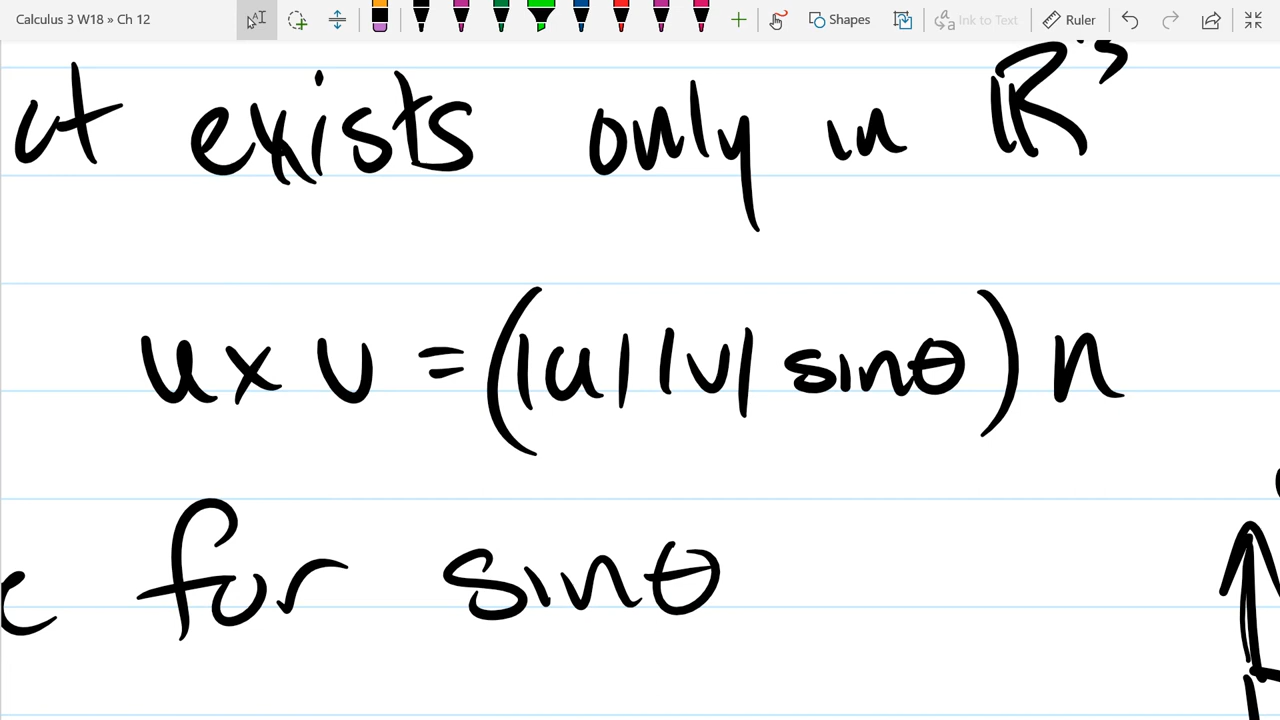 Calculus 3 W18 » Ch 12
Shapes
Ink to Text
Ruler
ct exists only in ℝ³
u × v = (|u| |v| sinθ) n
for sinθ